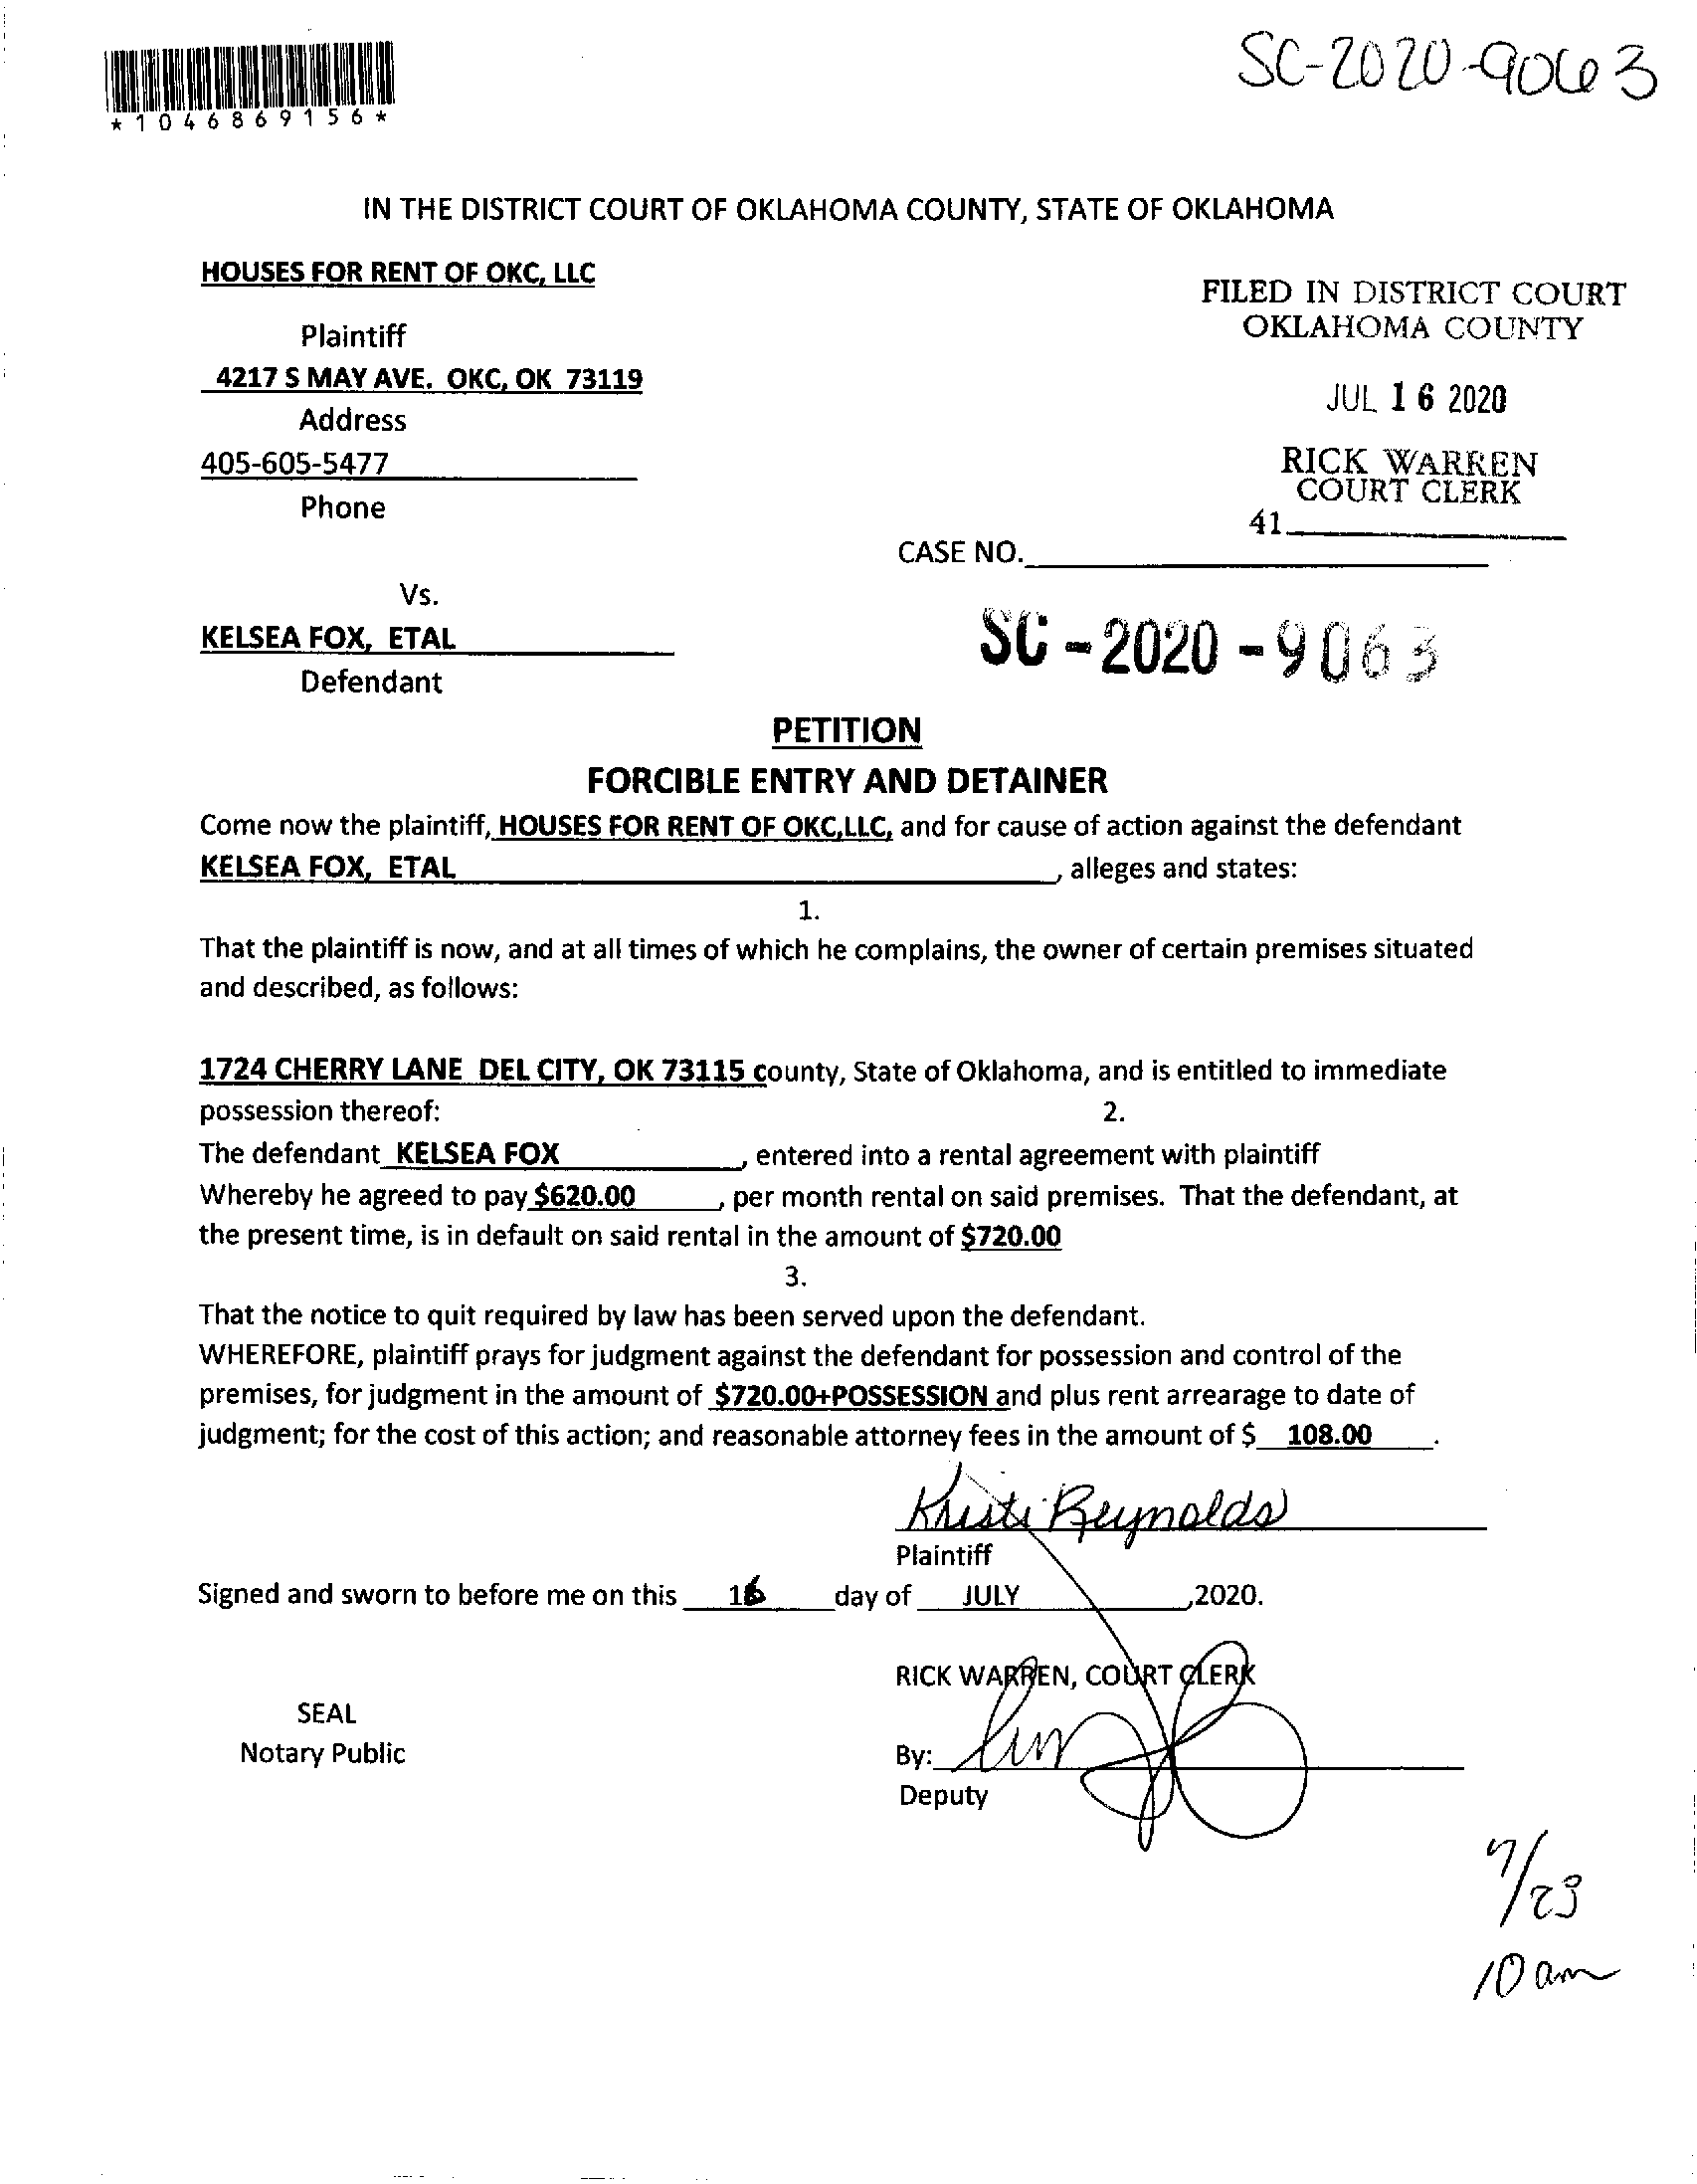 SC-2020-9063
*1046869156*
IN THE DISTRICT COURT OF OKLAHOMA COUNTY, STATE OF OKLAHOMA
HOUSES FOR RENT OF OKC, LLC
Plaintiff
4217 S MAY AVE. OKC, OK 73119
Address
405-605-5477
Phone
FILED IN DISTRICT COURT
OKLAHOMA COUNTY
JUL 16 2020
RICK WARREN
COURT CLERK
41
CASE NO.
Vs.
KELSEA FOX, ETAL
Defendant
SC-2020-9063
PETITION
FORCIBLE ENTRY AND DETAINER
Come now the plaintiff, HOUSES FOR RENT OF OKC,LLC, and for cause of action against the defendant
KELSEA FOX, ETAL, alleges and states:
1.
That the plaintiff is now, and at all times of which he complains, the owner of certain premises situated
and described, as follows:
1724 CHERRY LANE DEL CITY, OK 73115 county, State of Oklahoma, and is entitled to immediate
possession thereof: 2.
The defendant KELSEA FOX, entered into a rental agreement with plaintiff
Whereby he agreed to pay $620.00, per month rental on said premises. That the defendant, at
the present time, is in default on said rental in the amount of $720.00
3.
That the notice to quit required by law has been served upon the defendant.
WHEREFORE, plaintiff prays for judgment against the defendant for possession and control of the
premises, for judgment in the amount of $720.00+POSSESSION and plus rent arrearage to date of
judgment; for the cost of this action; and reasonable attorney fees in the amount of $ 108.00.
Kristi Reynolds
Plaintiff
Signed and sworn to before me on this 16 day of JULY,2020.
RICK WARREN, COURT CLERK
SEAL
Notary Public
By:
Deputy
7/23
10 am